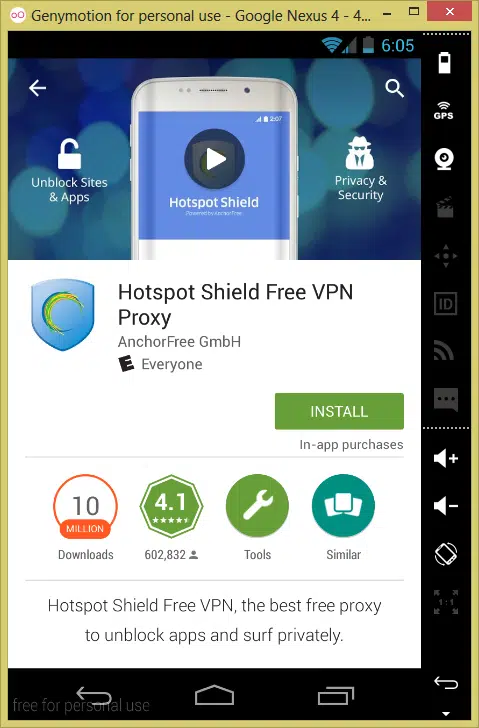 Genymotion for personal use - Google Nexus 4 - 4...
6:05
GPS
2:07
Unblock Sites
& Apps
Hotspot Shield
Powered by AnchorFree
Privacy &
Security
Hotspot Shield Free VPN
Proxy
AnchorFree GmbH
E Everyone
INSTALL
In-app purchases
ID
10
MILLION
4.1
Downloads
602,832
Tools
Similar
1:1
Hotspot Shield Free VPN, the best free proxy
to unblock apps and surf privately.
free for personal use